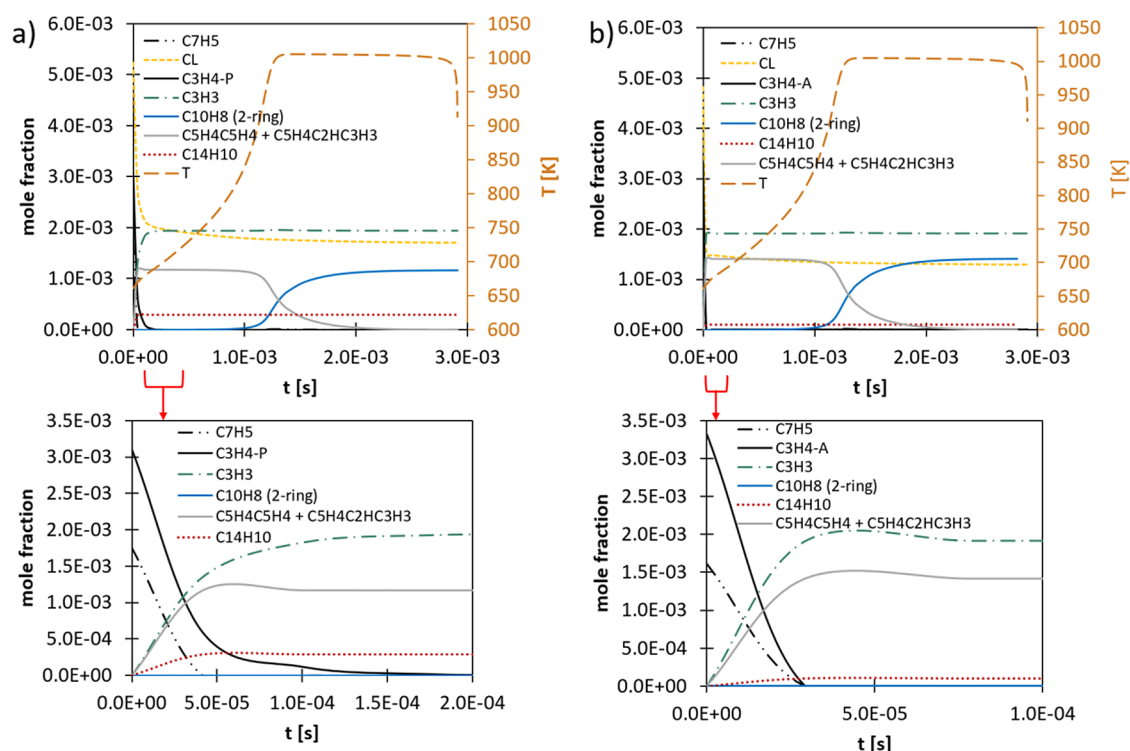 a)
6.0E-03
5.0E-03
4.0E-03
3.0E-03
2.0E-03
1.0E-03
0.0E+00
mole fraction
C7H5
CL
C3H4-P
C3H3
C10H8 (2-ring)
C5H4C5H4 + C5H4C2HC3H3
C14H10
T
1050
1000
950
900
850
800
750
700
650
600
T [K]
0.0E+00 1.0E-03 2.0E-03 3.0E-03
t [s]
b)
6.0E-03
5.0E-03
4.0E-03
3.0E-03
2.0E-03
1.0E-03
0.0E+00
mole fraction
C7H5
CL
C3H4-A
C3H3
C10H8 (2-ring)
C14H10
C5H4C5H4 + C5H4C2HC3H3
T
1050
1000
950
900
850
800
750
700
650
600
T [K]
0.0E+00 1.0E-03 2.0E-03 3.0E-03
t [s]
3.5E-03
3.0E-03
2.5E-03
2.0E-03
1.5E-03
1.0E-03
5.0E-04
0.0E+00
mole fraction
C7H5
C3H4-P
C3H3
C10H8 (2-ring)
C5H4C5H4 + C5H4C2HC3H3
C14H10
0.0E+00 5.0E-05 1.0E-04 1.5E-04 2.0E-04
t [s]
3.5E-03
3.0E-03
2.5E-03
2.0E-03
1.5E-03
1.0E-03
5.0E-04
0.0E+00
mole fraction
C7H5
C3H4-A
C3H3
C10H8 (2-ring)
C14H10
C5H4C5H4 + C5H4C2HC3H3
0.0E+00 5.0E-05 1.0E-04
t [s]